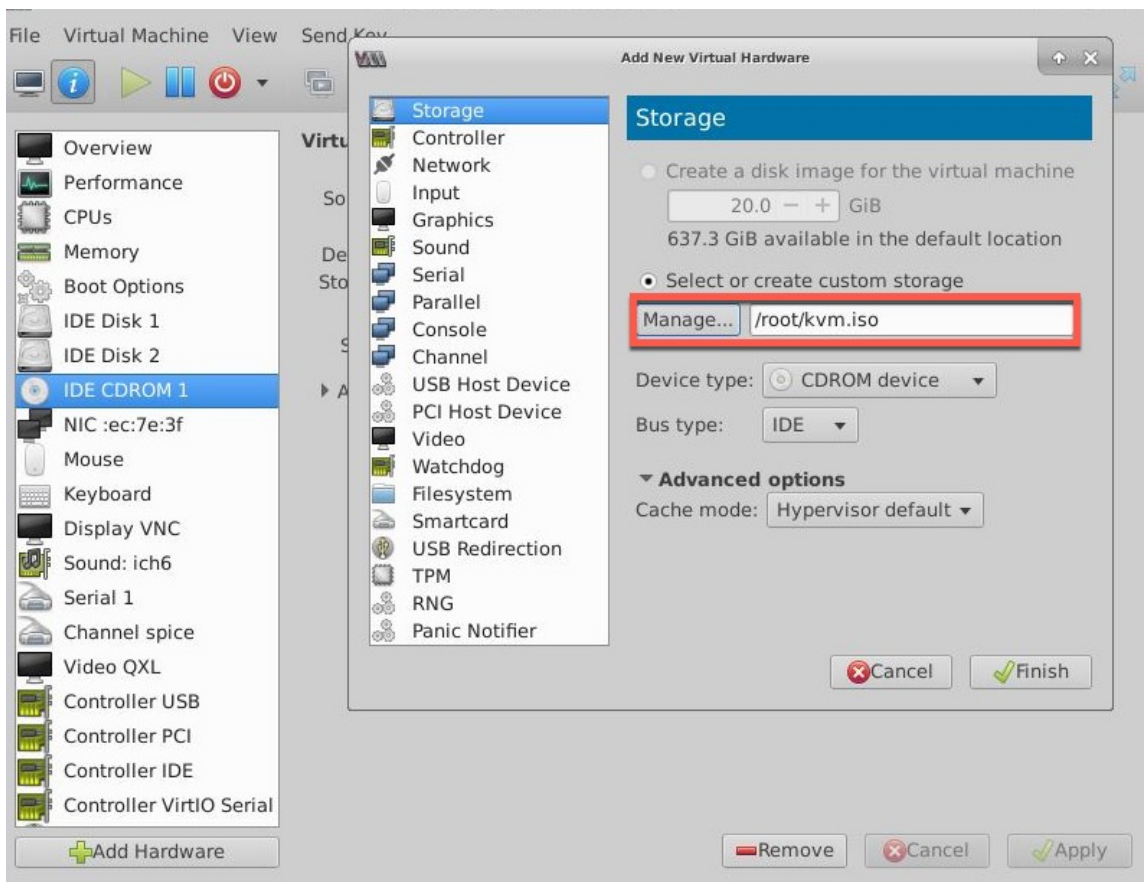 File Virtual Machine View Send Key
Add New Virtual Hardware
Overview
Performance
CPUs
Memory
Boot Options
IDE Disk 1
IDE Disk 2
IDE CDROM 1
NIC :ec:7e:3f
Mouse
Keyboard
Display VNC
Sound: ich6
Serial 1
Channel spice
Video QXL
Controller USB
Controller PCI
Controller IDE
Controller VirtIO Serial
Add Hardware
Virtu
So
De
Sto
Storage
Controller
Network
Input
Graphics
Sound
Serial
Parallel
Console
Channel
USB Host Device
PCI Host Device
Video
Watchdog
Filesystem
Smartcard
USB Redirection
TPM
RNG
Panic Notifier
Storage
Create a disk image for the virtual machine
20.0 − + GiB
637.3 GiB available in the default location
Select or create custom storage
Manage... /root/kvm.iso
Device type: CDROM device
Bus type: IDE
Advanced options
Cache mode: Hypervisor default
Cancel Finish
Remove Cancel Apply